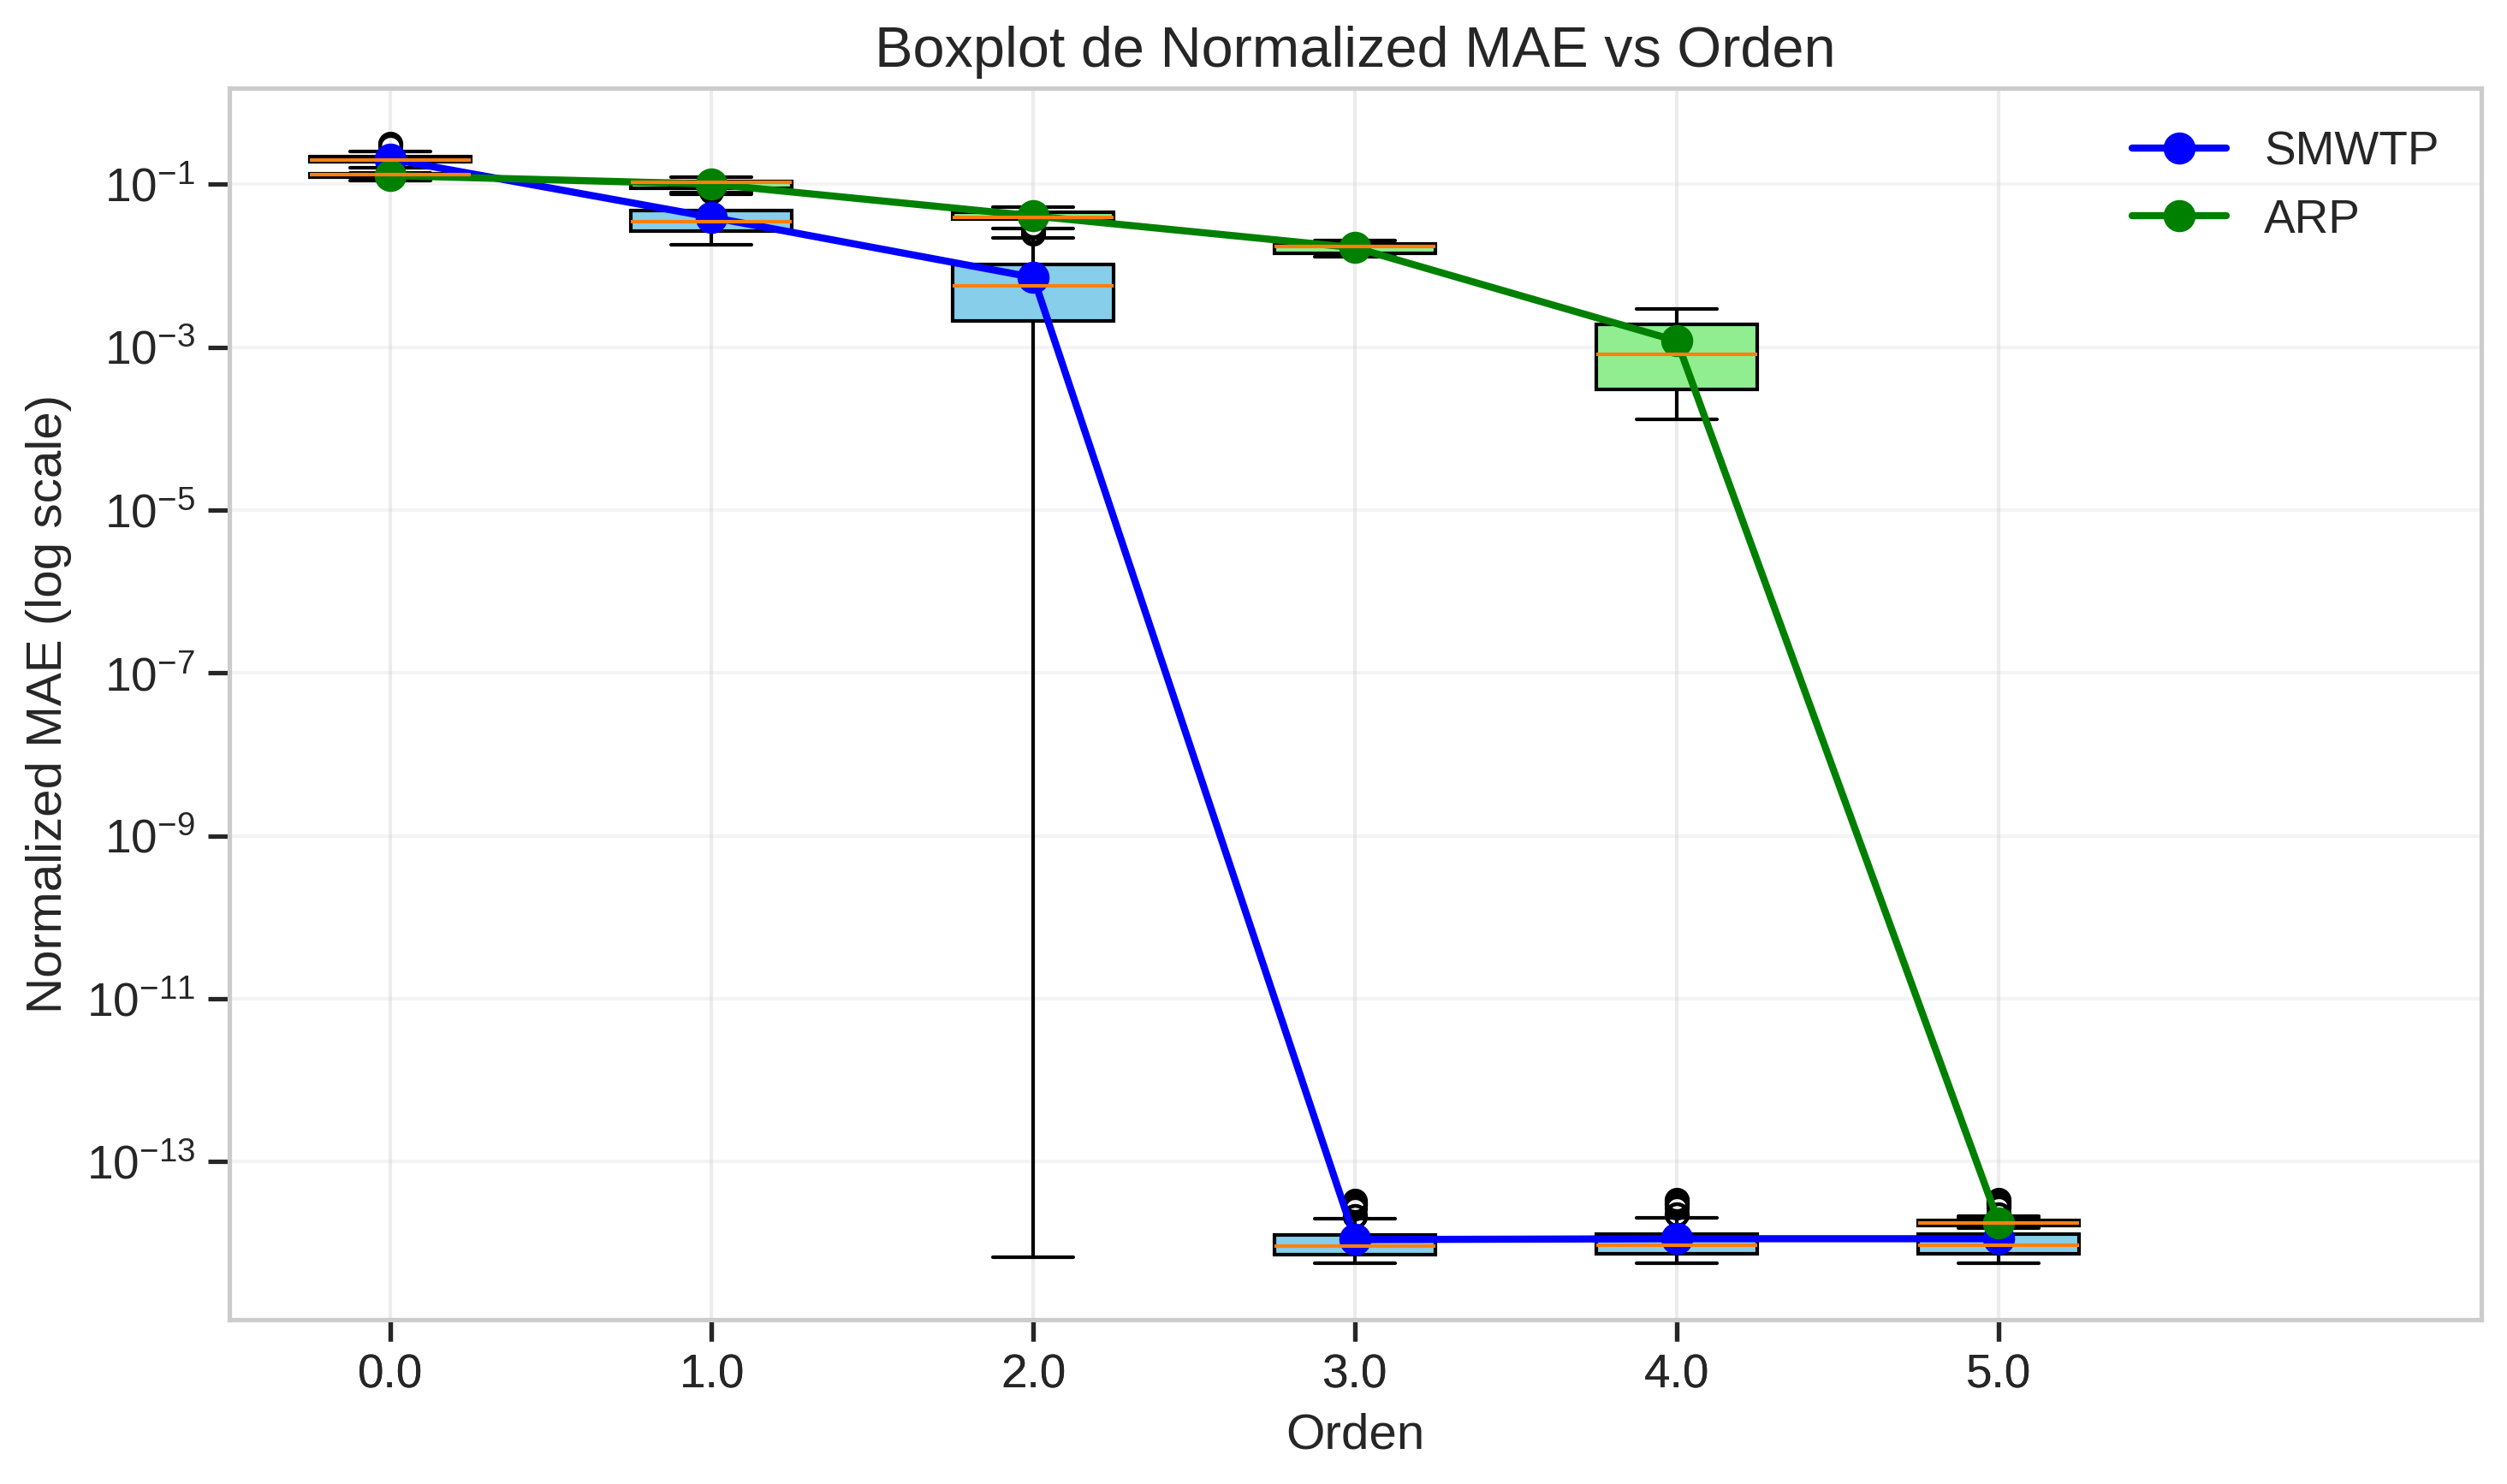 Boxplot de Normalized MAE vs Orden
SMWTP
ARP
Normalized MAE (log scale)
10⁻¹
10⁻³
10⁻⁵
10⁻⁷
10⁻⁹
10⁻¹¹
10⁻¹³
0.0 1.0 2.0 3.0 4.0 5.0
Orden